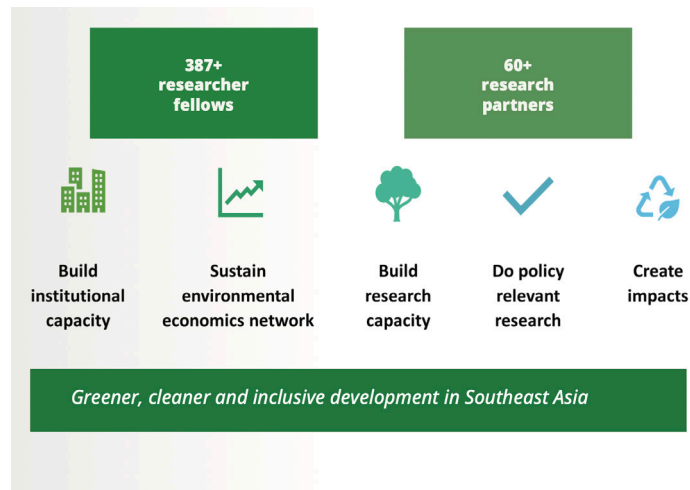 387+
researcher
fellows
60+
research
partners
Build
institutional
capacity
Sustain
environmental
economics network
Build
research
capacity
Do policy
relevant
research
Create
impacts
Greener, cleaner and inclusive development in Southeast Asia